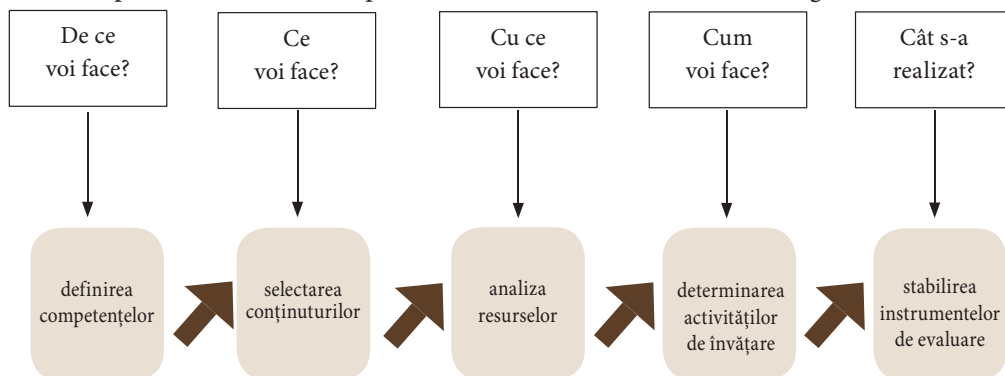 De ce
voi face?
Ce
voi face?
Cu ce
voi face?
Cum
voi face?
Cât s-a
realizat?
definirea
competențelor
selectarea
conținuturilor
analiza
resurselor
determinarea
activităților
de învățare
stabilirea
instrumentelor
de evaluare